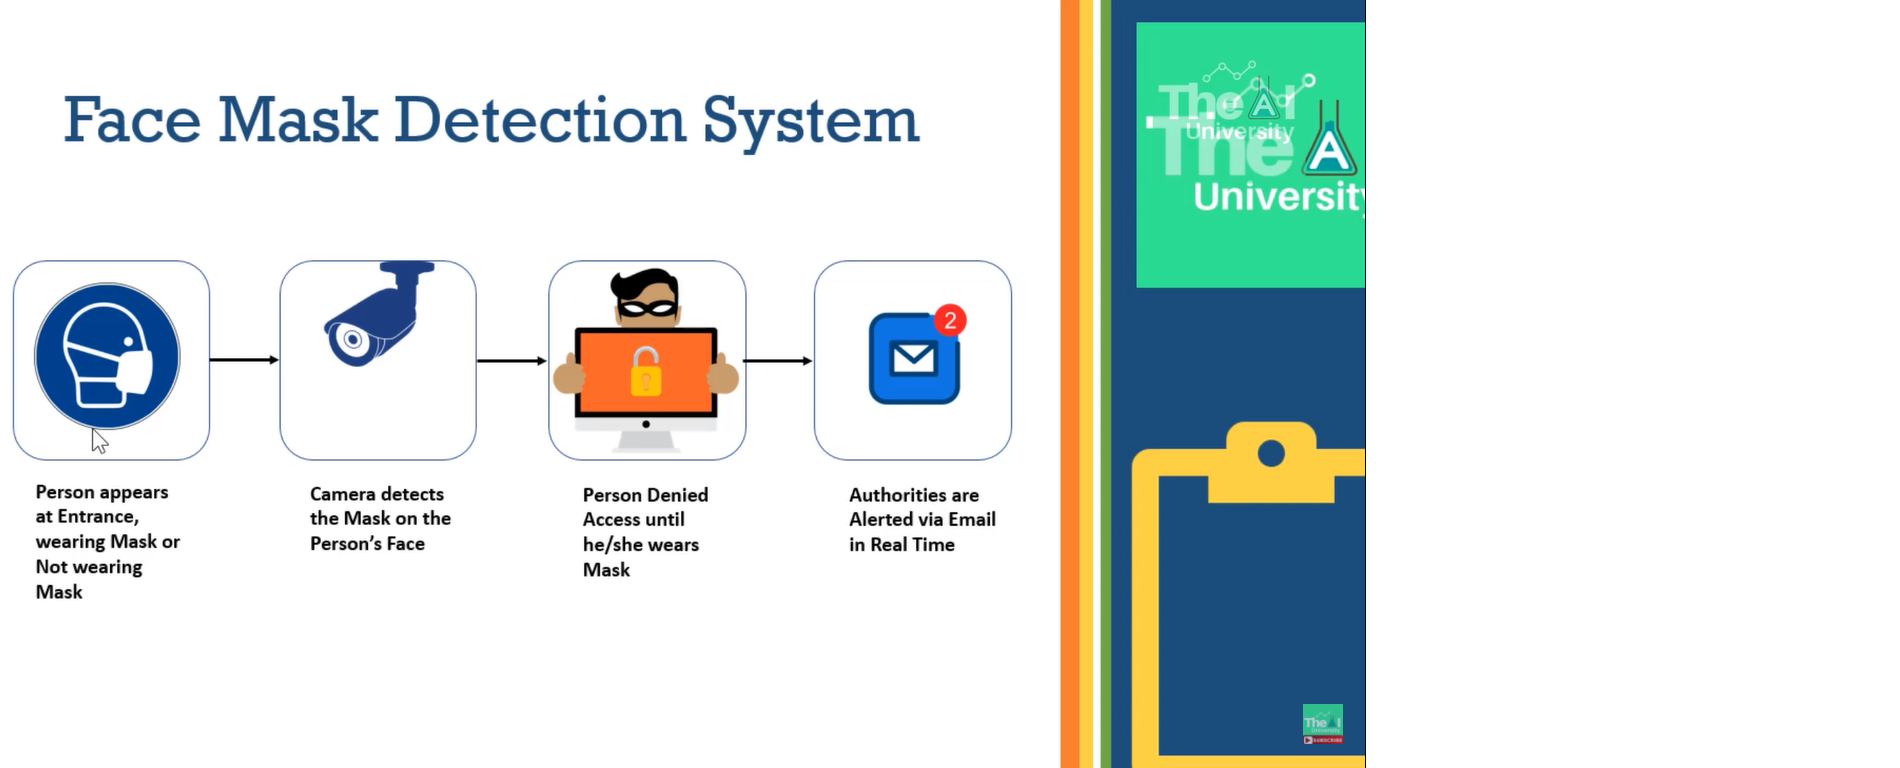 Face Mask Detection System
The AI
University
The A
University
2
Person appears
at Entrance,
wearing Mask or
Not wearing
Mask
Camera detects
the Mask on the
Person's Face
Person Denied
Access until
he/she wears
Mask
Authorities are
Alerted via Email
in Real Time
The AI
University
SUBSCRIBE